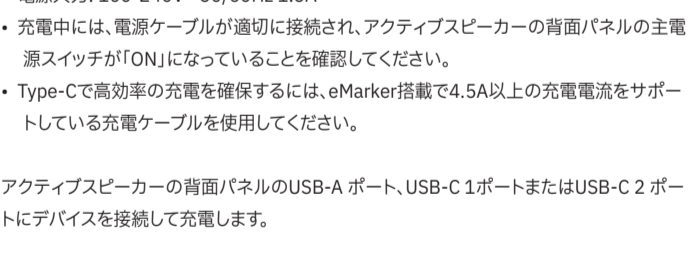 • 充電中には、電源ケーブルが適切に接続され、アクティブスピーカーの背面パネルの主電
源スイッチが「ON」になっていることを確認してください。
• Type-Cで高効率の充電を確保するには、eMarker搭載で4.5A以上の充電電流をサポー
トしている充電ケーブルを使用してください。
アクティブスピーカーの背面パネルのUSB-A ポート、USB-C 1ポートまたはUSB-C 2 ポー
トにデバイスを接続して充電します。